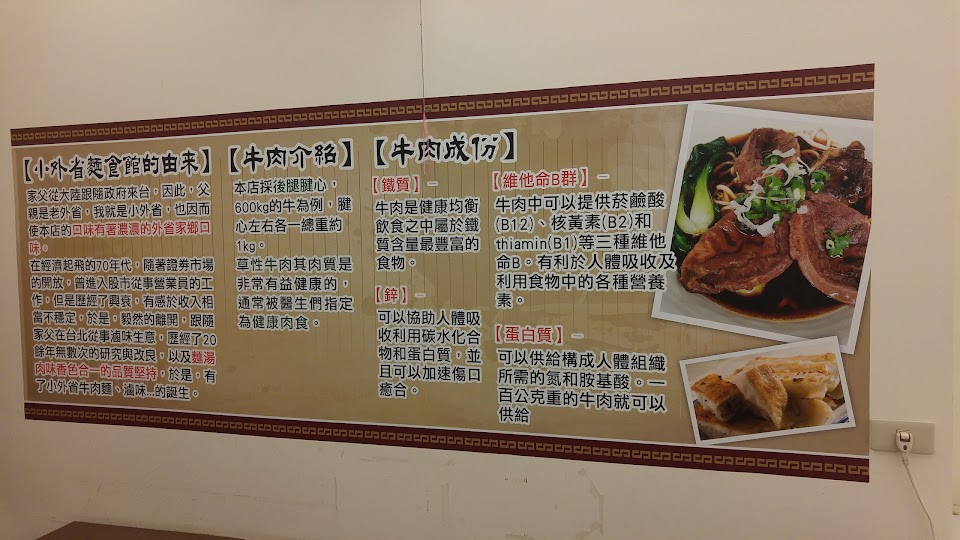 【小外省麵食館的由來】
家父從大陸跟隨政府來台，因此，父
親是老外省，我就是小外省，也因而
使本店的口味有著濃濃的外省家鄉口
味。
在經濟起飛的70年代，隨著證券市場
的開放，曾進入股市從事營業員的工
作，但是歷經了興衰，有感於收入相
當不穩定，於是，毅然的離開，跟隨
家父在台北從事滷味生意，歷經了20
餘年無數次的研究與改良，以及麵湯
肉味香色合一的品質堅持，於是，有
了小外省牛肉麵、滷味...的誕生。
【牛肉介紹】
本店採後腿腱心，
600kg的牛為例，腱
心左右各一總重約
1kg。
草性牛肉其肉質是
非常有益健康的，
通常被醫生們指定
為健康肉食。
【牛肉成份】
【鐵質】－
牛肉是健康均衡
飲食之中屬於鐵
質含量最豐富的
食物。
【鋅】－
可以協助人體吸
收利用碳水化合
物和蛋白質，並
且可以加速傷口
癒合。
【維他命B群】－
牛肉中可以提供菸鹼酸
(B12)、核黃素(B2)和
thiamin(B1)等三種維他
命B。有利於人體吸收及
利用食物中的各種營養
素。
【蛋白質】－
可以供給構成人體組織
所需的氮和胺基酸。一
百公克重的牛肉就可以
供給